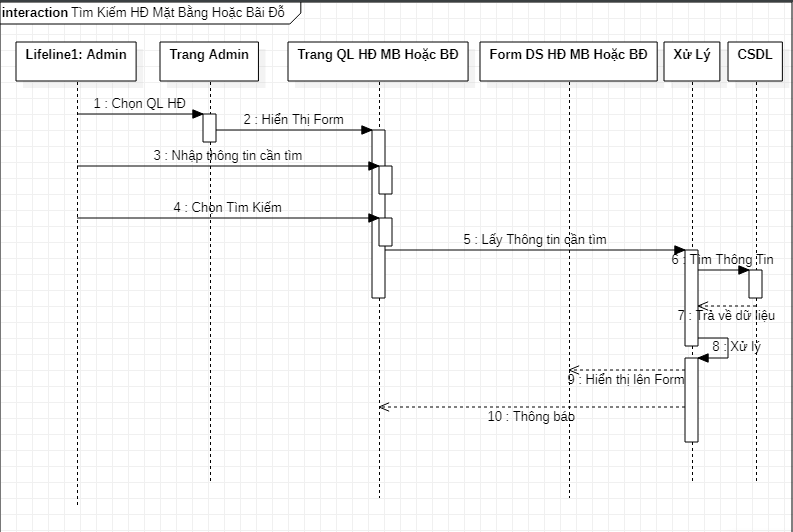 interaction Tìm Kiếm HĐ Mặt Bằng Hoặc Bãi Đỗ
Lifeline1: Admin
Trang Admin
Trang QL HĐ MB Hoặc BĐ
Form DS HĐ MB Hoặc BĐ
Xử Lý
CSDL
1 : Chọn QL HĐ
2 : Hiển Thị Form
3 : Nhập thông tin cần tìm
4 : Chọn Tìm Kiếm
5 : Lấy Thông tin cần tìm
6 : Tìm Thông Tin
7 : Trả về dữ liệu
8 : Xử lý
9 : Hiển thị lên Form
10 : Thông báo